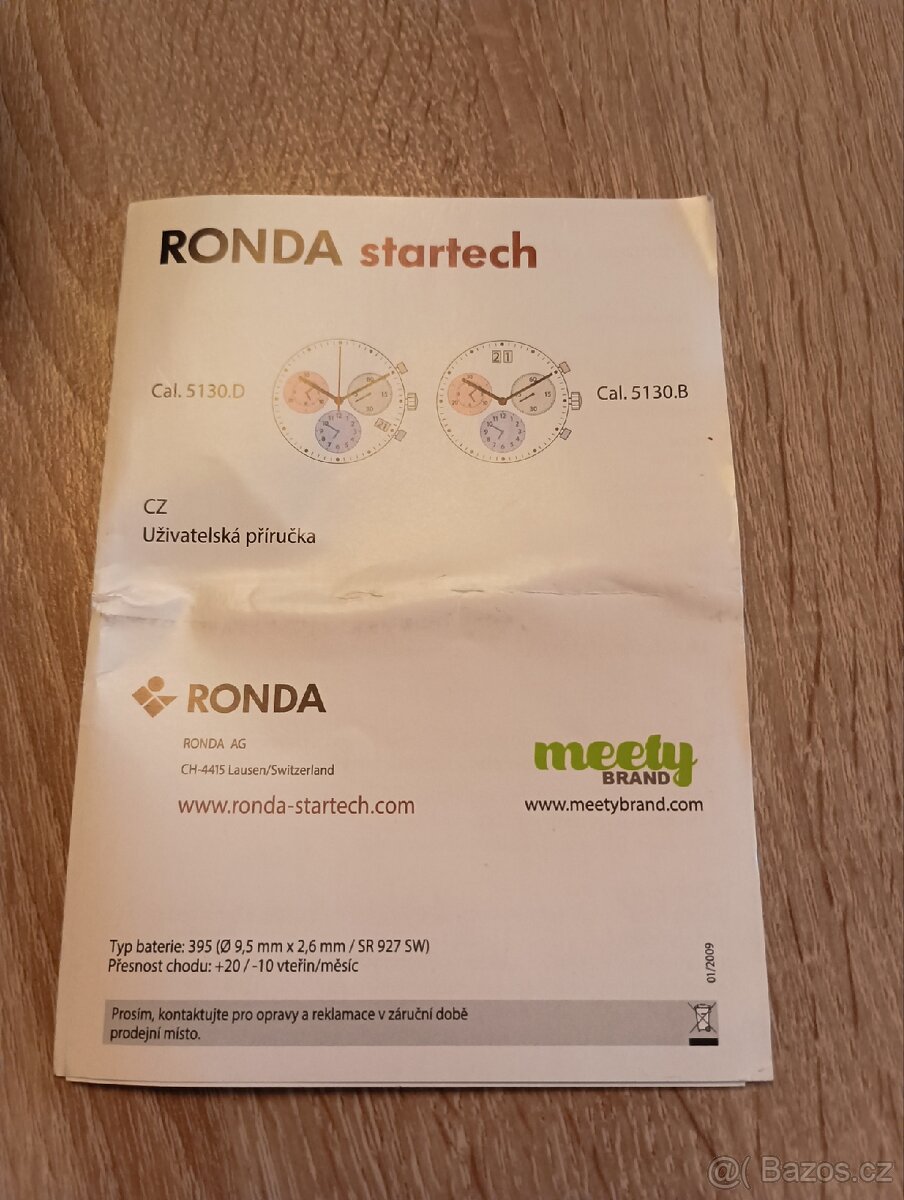 RONDA startech
Cal. 5130.D
Cal. 5130.B
CZ
Uživatelská příručka
RONDA
RONDA AG
CH-4415 Lausen/Switzerland
www.ronda-startech.com
meety
BRAND
www.meetybrand.com
Typ baterie: 395 (Ø 9,5 mm x 2,6 mm / SR 927 SW)
Přesnost chodu: +20 / -10 vteřin/měsíc
01/2009
Prosím, kontaktujte pro opravy a reklamace v záruční době
prodejní místo.
@( Bazos.cz